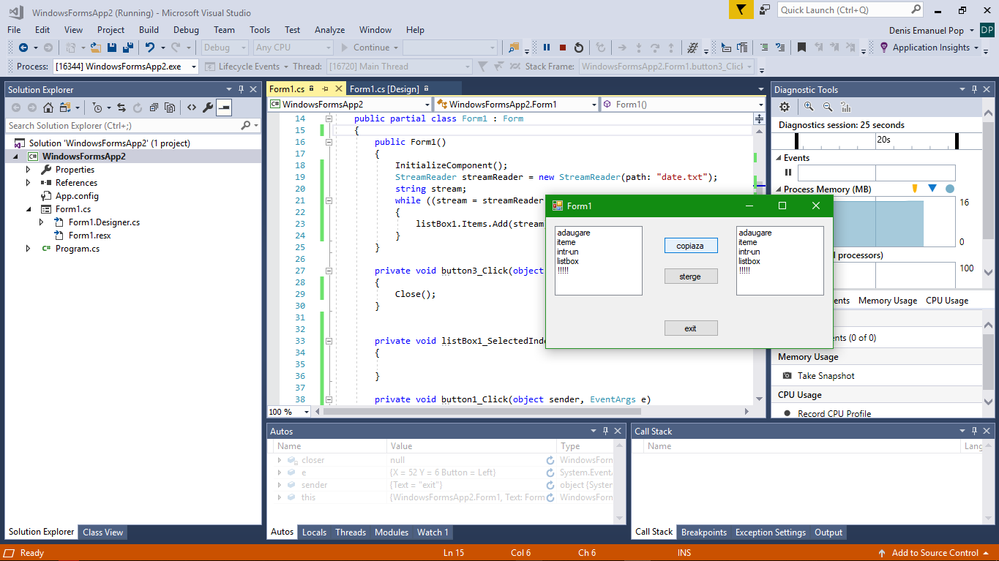 WindowsFormsApp2 (Running) - Microsoft Visual Studio
Quick Launch (Ctrl+Q)
File Edit View Project Build Debug Team Tools Test Analyze Window Help
Denis Emanuel Pop DP
Debug Any CPU Continue Application Insights
Process: [16344] WindowsFormsApp2.exe Lifecycle Events Thread: [16720] Main Thread Stack Frame: WindowsFormsApp2.Form1.button3_Click
Solution Explorer
Search Solution Explorer (Ctrl+;)
Solution 'WindowsFormsApp2' (1 project)
C# WindowsFormsApp2
Properties
References
App.config
Form1.cs
Form1.Designer.cs
Form1.resx
C# Program.cs
Solution Explorer Class View
Form1.cs Form1.cs [Design]
C# WindowsFormsApp2 WindowsFormsApp2.Form1 Form1()
14 public partial class Form1 : Form
15 {
16 public Form1()
17 {
18 InitializeComponent();
19 StreamReader streamReader = new StreamReader(path: "date.txt");
20 string stream;
21 while ((stream = streamReader
22 {
23 listBox1.Items.Add(stream
24 }
25 }
26
27 private void button3_Click(object
28 {
29 Close();
30 }
31
32
33 private void listBox1_SelectedInde
34 {
35
36 }
37
38 private void button1_Click(object sender, EventArgs e)
100 %
Form1
adaugare
iteme
intr-un
listbox
!!!!!
copiaza
sterge
exit
adaugare
iteme
intr-un
listbox
!!!!!
Diagnostic Tools
Diagnostics session: 25 seconds
20s
Events
Process Memory (MB)
16
0
l processors)
100
ents Memory Usage CPU Usage
ents (0 of 0)
Memory Usage
Take Snapshot
CPU Usage
Record CPU Profile
Autos
Name Value Type
closer null WindowsForm
e {X = 52 Y = 6 Button = Left} System.EventA
sender {Text = "exit"} object {System
this {WindowsFormsApp2.Form1, Text: Form WindowsForm
Autos Locals Threads Modules Watch 1
Call Stack
Name Lang
Call Stack Breakpoints Exception Settings Output
Ready Ln 15 Col 6 Ch 6 INS Add to Source Control